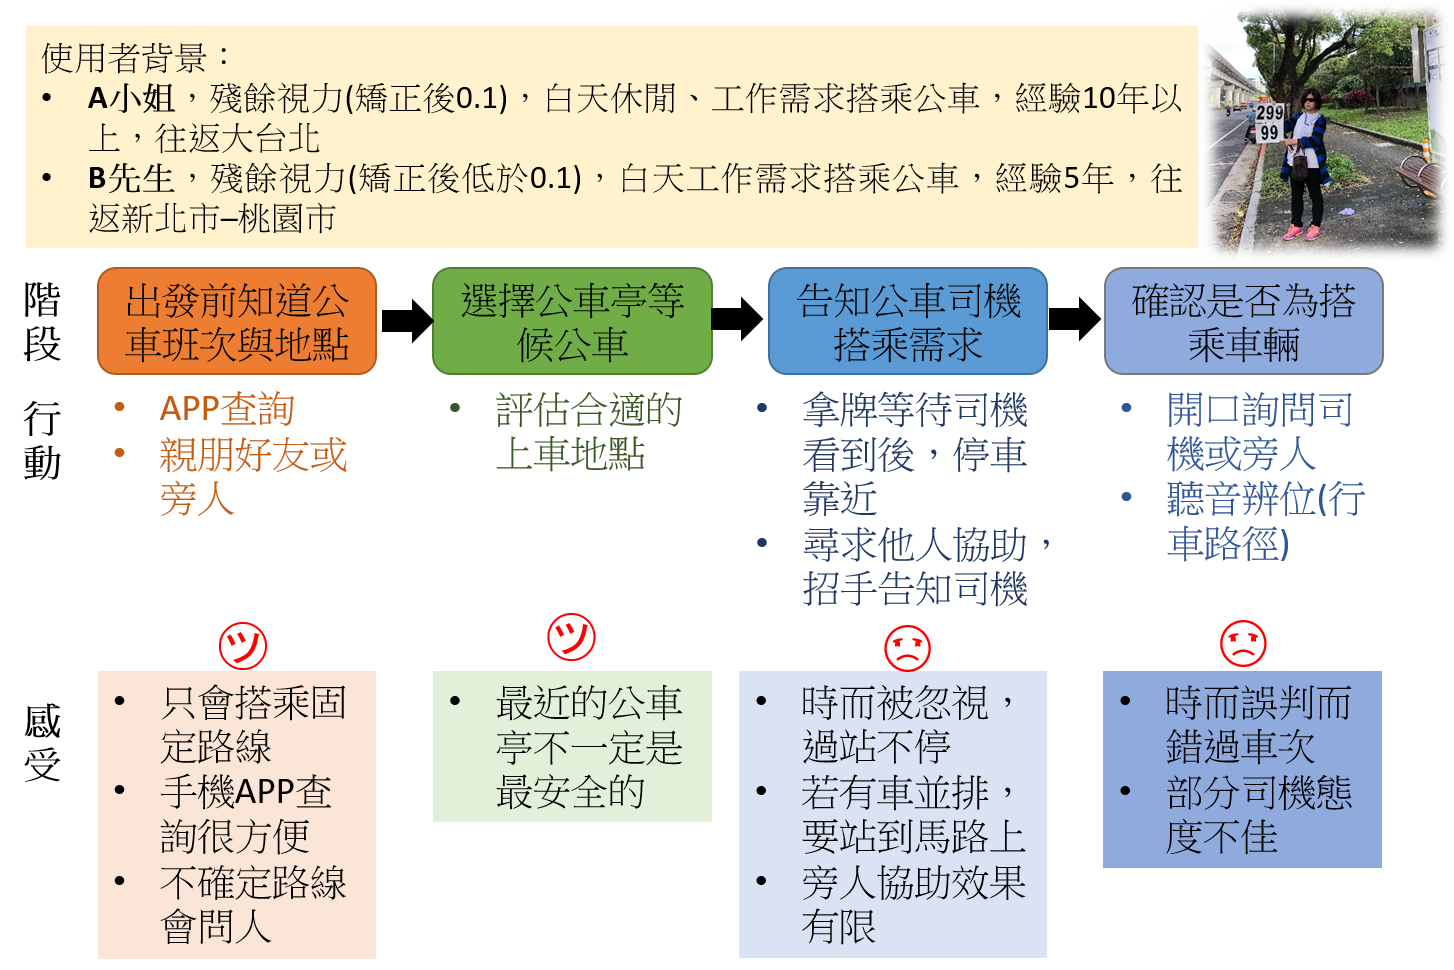 使用者背景：
• A小姐，殘餘視力(矯正後0.1)，白天休閒、工作需求搭乘公車，經驗10年以
上，往返大台北
• B先生，殘餘視力(矯正後低於0.1)，白天工作需求搭乘公車，經驗5年，往
返新北市–桃園市
299
99
階
段
出發前知道公
車班次與地點
選擇公車亭等
候公車
告知公車司機
搭乘需求
確認是否為搭
乘車輛
行
動
• APP查詢
• 親朋好友或
旁人
• 評估合適的
上車地點
• 拿牌等待司機
看到後，停車
靠近
• 尋求他人協助，
招手告知司機
• 開口詢問司
機或旁人
• 聽音辨位(行
車路徑)
感
受
• 只會搭乘固
定路線
• 手機APP查
詢很方便
• 不確定路線
會問人
• 最近的公車
亭不一定是
最安全的
• 時而被忽視，
過站不停
• 若有車並排，
要站到馬路上
• 旁人協助效果
有限
• 時而誤判而
錯過車次
• 部分司機態
度不佳